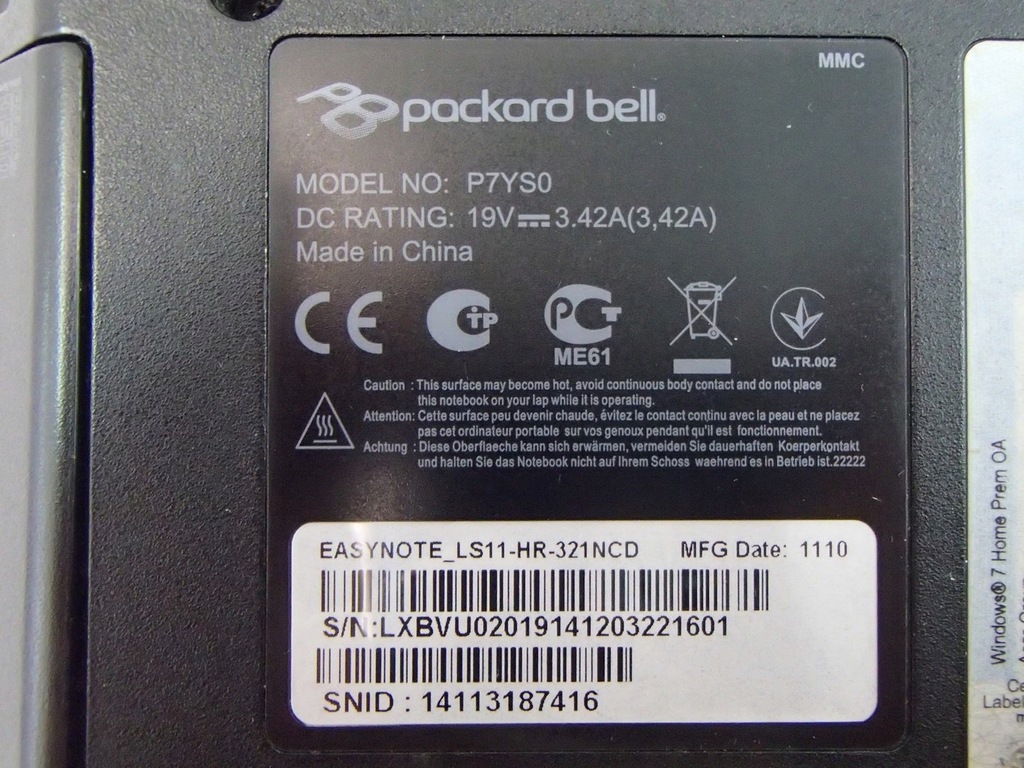 MMC
packard bell®
MODEL NO: P7YS0
DC RATING: 19V⎓3.42A(3,42A)
Made in China
CE
TP
PCT
ME61
UA.TR.002
Caution : This surface may become hot, avoid continuous body contact and do not place
this notebook on your lap while it is operating.
Attention: Cette surface peu devenir chaude, évitez le contact continu avec la peau et ne placez
pas cet ordinateur portable sur vos genoux pendant qu'il est fonctionnement.
Achtung : Diese Oberflaeche kann sich erwärmen, vermeiden Sie dauerhaften Koerperkontakt
und halten Sie das Notebook nicht auf Ihrem Schoss waehrend es in Betrieb ist.22222
EASYNOTE_LS11-HR-321NCD MFG Date: 1110
S/N:LXBVU02019141203221601
SNID : 14113187416
Windows® 7 Home Prem OA
Label